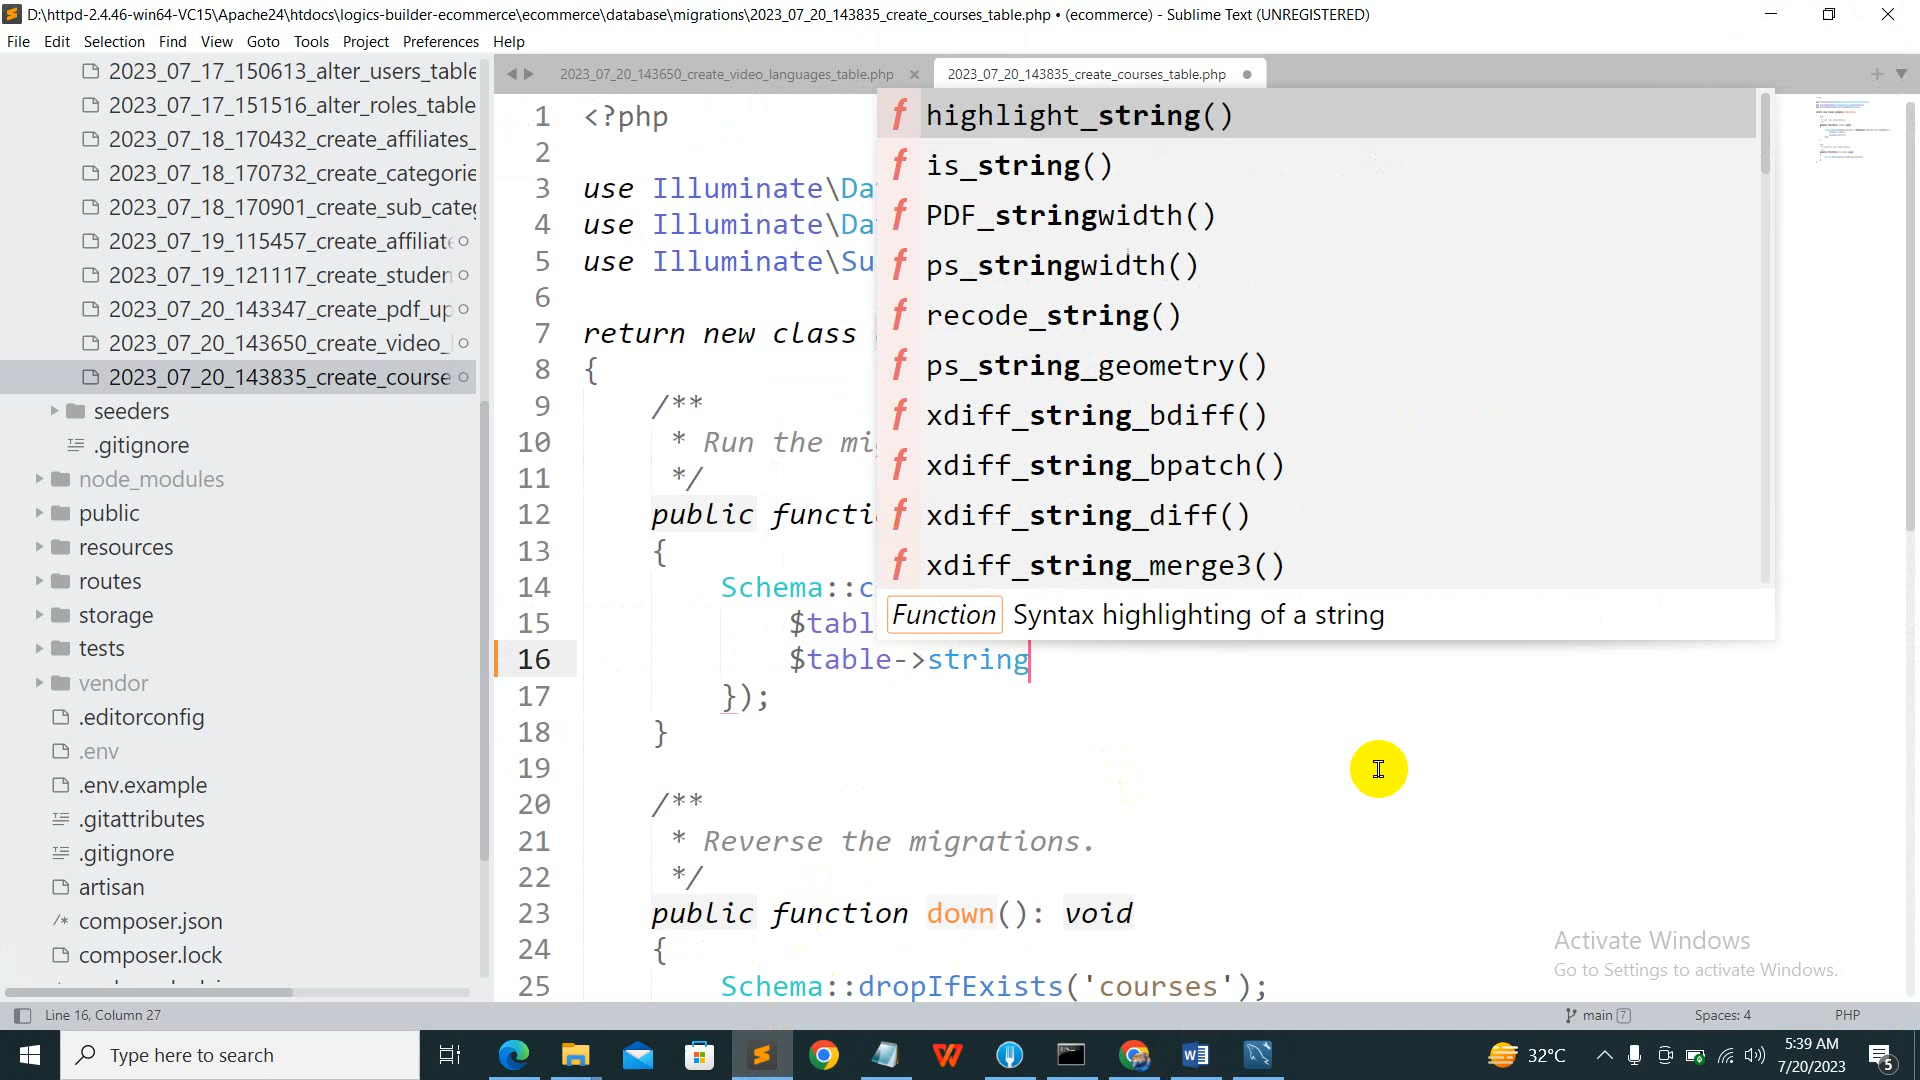 D:\httpd-2.4.46-win64-VC15\Apache24\htdocs\logics-builder-ecommerce\ecommerce\database\migrations\2023_07_20_143835_create_courses_table.php • (ecommerce) - Sublime Text (UNREGISTERED)
File Edit Selection Find View Goto Tools Project Preferences Help
2023_07_17_150613_alter_users_table
2023_07_17_151516_alter_roles_table
2023_07_18_170432_create_affiliates_
2023_07_18_170732_create_categorie
2023_07_18_170901_create_sub_cate
2023_07_19_115457_create_affiliat
2023_07_19_121117_create_studen
2023_07_20_143347_create_pdf_up
2023_07_20_143650_create_video_
2023_07_20_143835_create_course
seeders
.gitignore
node_modules
public
resources
routes
storage
tests
vendor
.editorconfig
.env
.env.example
.gitattributes
.gitignore
artisan
composer.json
composer.lock
2023_07_20_143650_create_video_languages_table.php
2023_07_20_143835_create_courses_table.php
1 <?php
2
3 use Illuminate\Da
4 use Illuminate\Da
5 use Illuminate\Su
6
7 return new class
8 {
9 /**
10 * Run the mi
11 */
12 public functi
13 {
14 Schema::c
15 $tabl
16 $table->string
17 });
18 }
19
20 /**
21 * Reverse the migrations.
22 */
23 public function down(): void
24 {
25 Schema::dropIfExists('courses');
f highlight_string()
f is_string()
f PDF_stringwidth()
f ps_stringwidth()
f recode_string()
f ps_string_geometry()
f xdiff_string_bdiff()
f xdiff_string_bpatch()
f xdiff_string_diff()
f xdiff_string_merge3()
Function Syntax highlighting of a string
Activate Windows
Go to Settings to activate Windows.
Line 16, Column 27
main 7
Spaces: 4
PHP
Type here to search
32°C
5:39 AM
7/20/2023
5